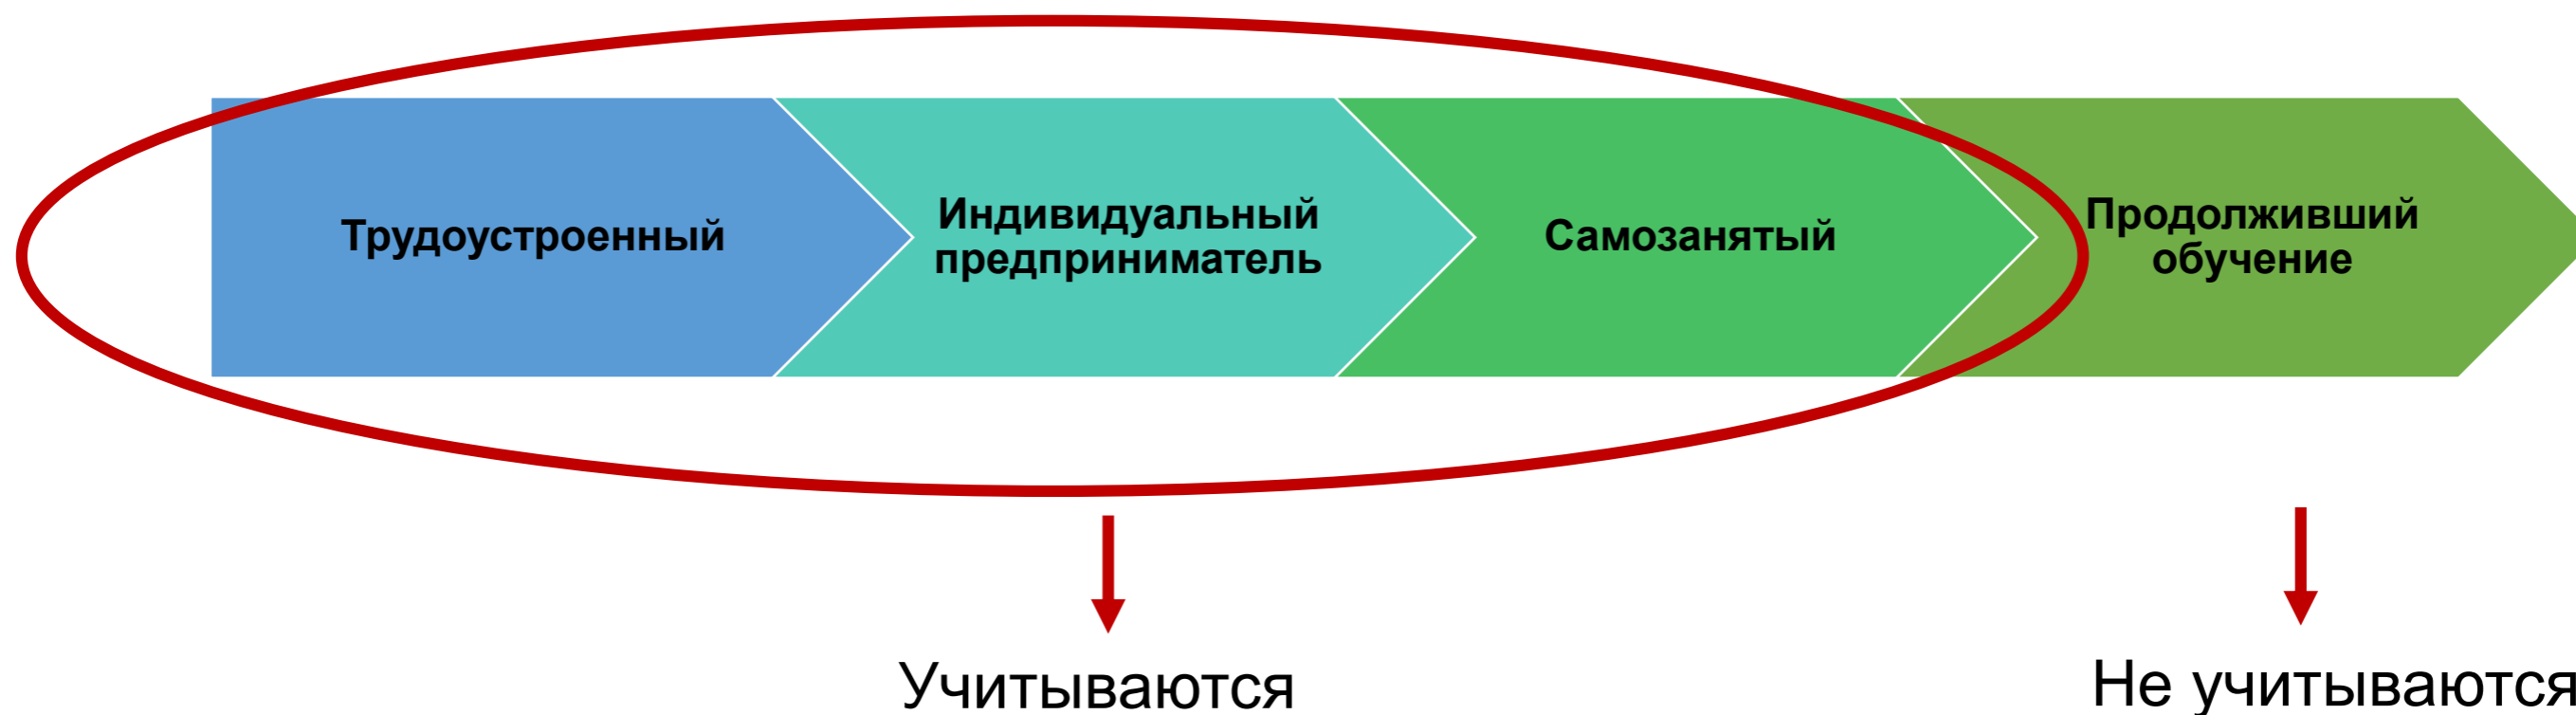 Трудоустроенный
Индивидуальный
предприниматель
Самозанятый
Продолживший
обучение
Учитываются
Не учитываются